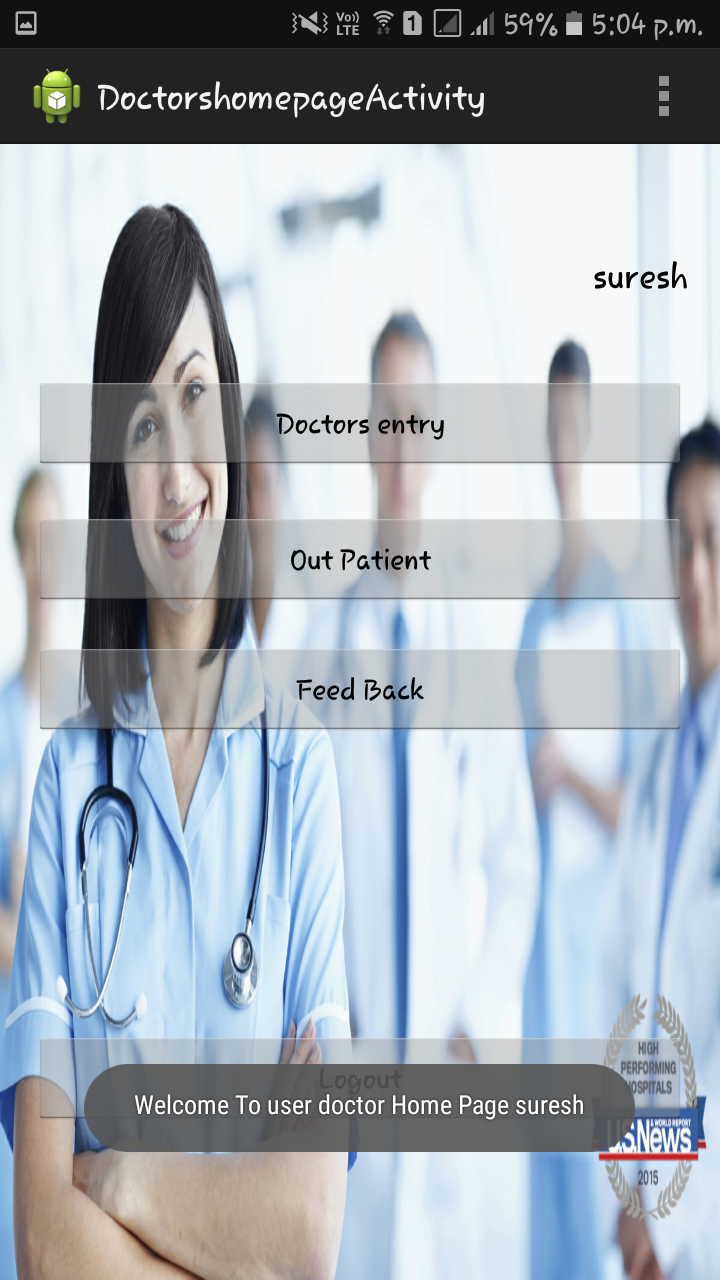 Vo)) LTE 1 59% 5:04 p.m.
DoctorshomepageActivity
suresh
Doctors entry
Out Patient
Feed Back
Logout
Welcome To user doctor Home Page suresh
HIGH
PERFORMING
HOSPITALS
& WORLD REPORT
U.S.News
2015